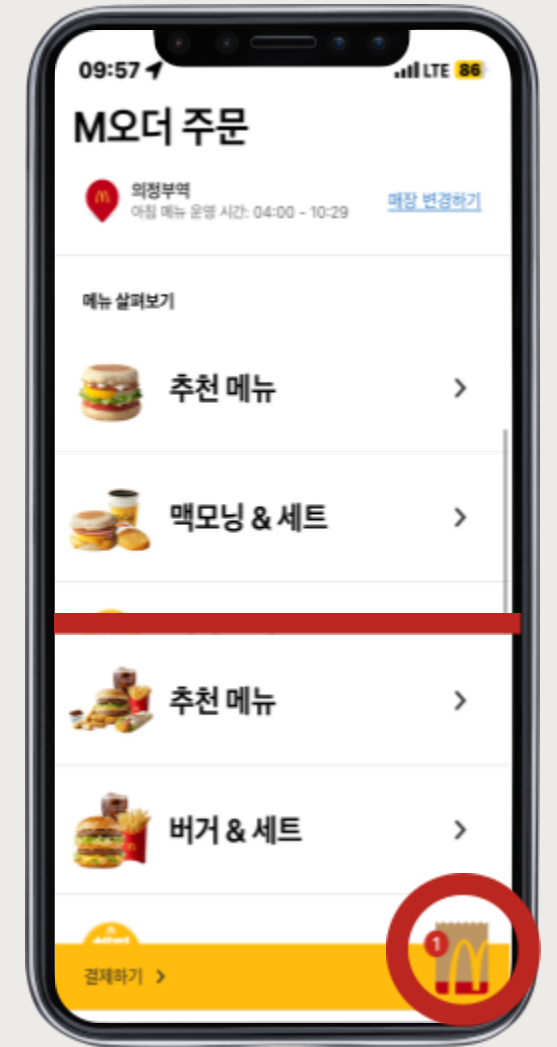 09:57
LTE 86
M오더 주문
의정부역
아침 메뉴 운영 시간: 04:00 - 10:29
매장 변경하기
메뉴 살펴보기
추천 메뉴
맥모닝 & 세트
추천 메뉴
버거 & 세트
1
결제하기